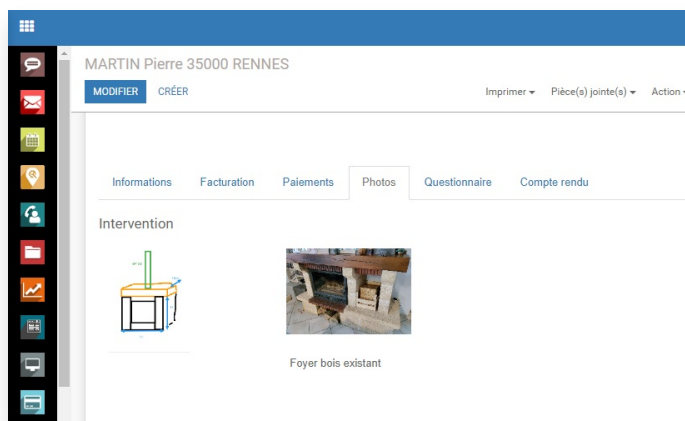 MARTIN Pierre 35000 RENNES
MODIFIER CRÉER Imprimer Pièce(s) jointe(s) Action
Informations Facturation Paiements Photos Questionnaire Compte rendu
Intervention
Foyer bois existant